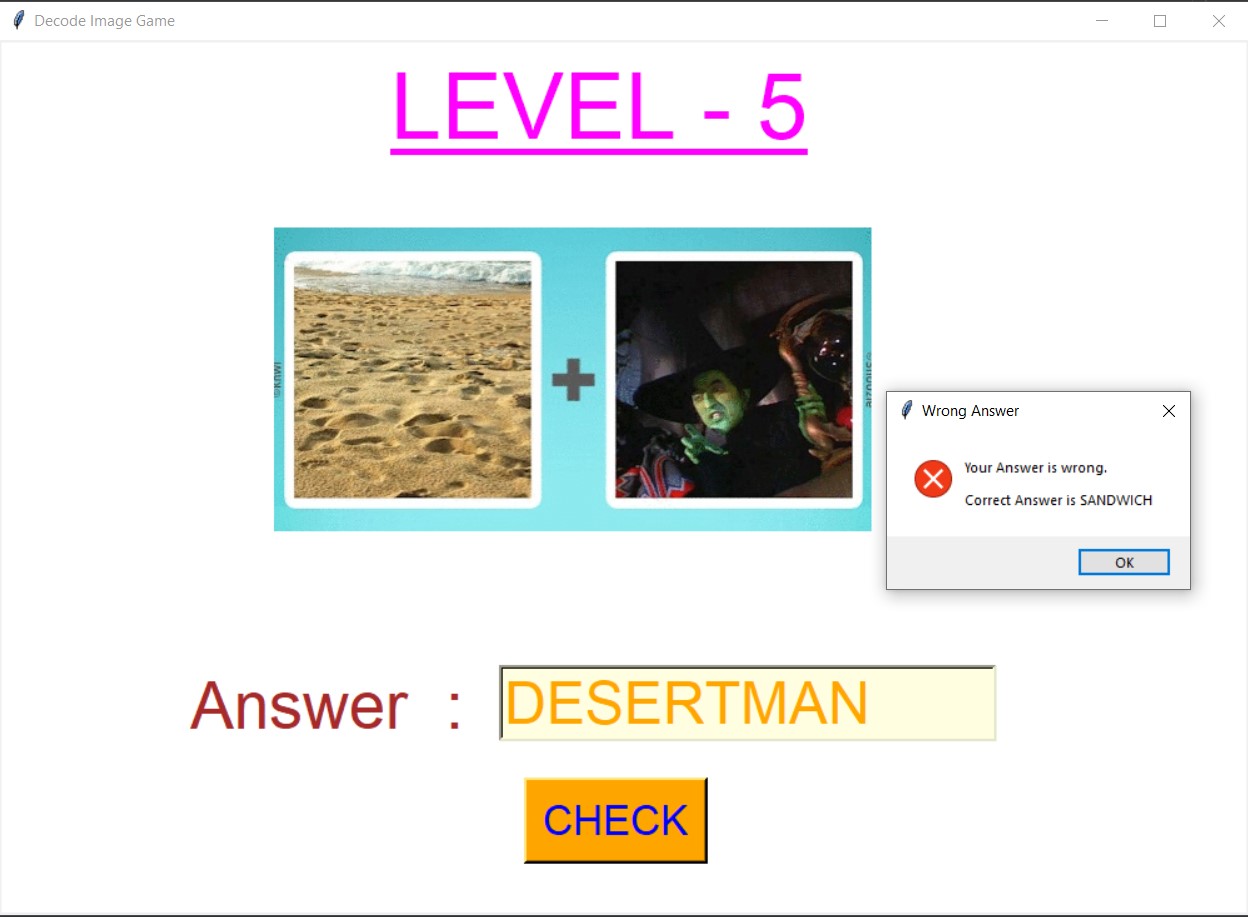 Decode Image Game
LEVEL - 5
Wrong Answer
Your Answer is wrong.
Correct Answer is SANDWICH
OK
Answer :
DESERTMAN
CHECK